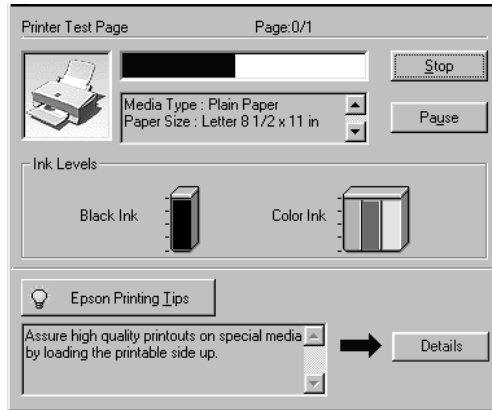 Printer Test Page Page:0/1
Stop
Media Type : Plain Paper
Paper Size : Letter 8 1/2 x 11 in
Pause
Ink Levels
Black Ink Color Ink
Epson Printing Tips
Assure high quality printouts on special media
by loading the printable side up.
Details